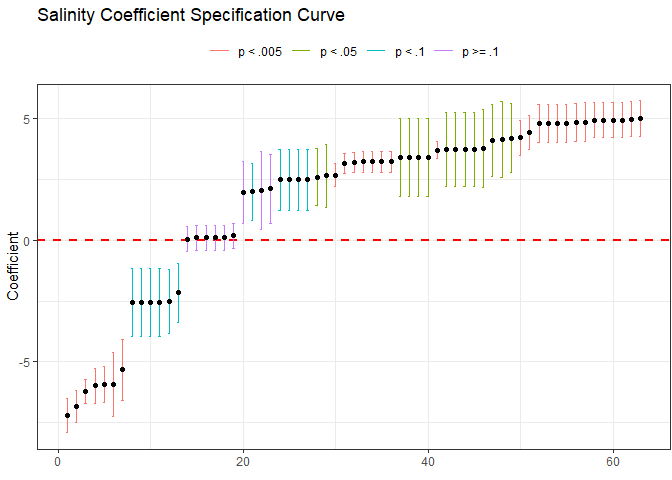 Salinity Coefficient Specification Curve
p < .005 p < .05 p < .1 p >= .1
Coefficient
5
0
-5
0 20 40 60